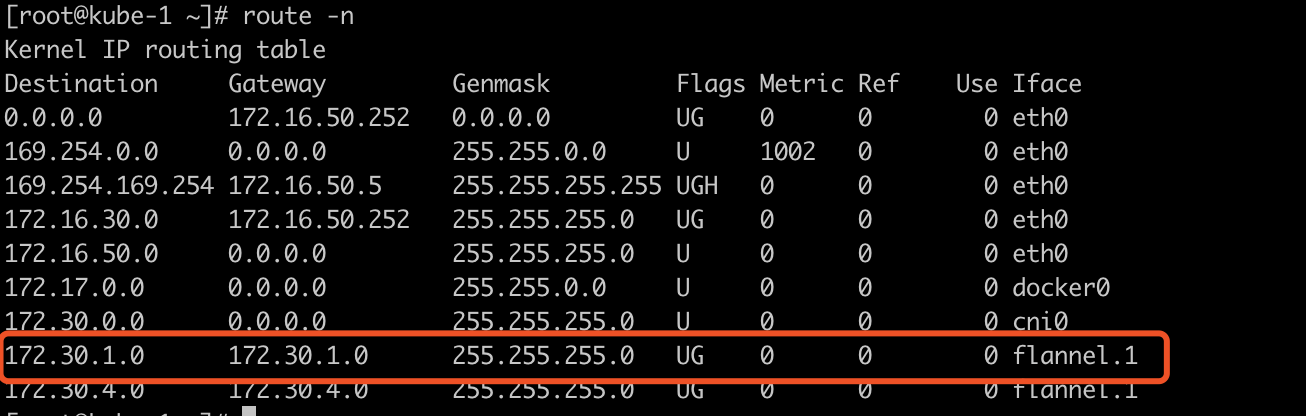 [root@kube-1 ~]# route -n
Kernel IP routing table
Destination     Gateway         Genmask         Flags Metric Ref    Use Iface
0.0.0.0         172.16.50.252   0.0.0.0         UG    0      0        0 eth0
169.254.0.0     0.0.0.0         255.255.0.0     U     1002   0        0 eth0
169.254.169.254 172.16.50.5     255.255.255.255 UGH   0      0        0 eth0
172.16.30.0     172.16.50.252   255.255.255.0   UG    0      0        0 eth0
172.16.50.0     0.0.0.0         255.255.255.0   U     0      0        0 eth0
172.17.0.0      0.0.0.0         255.255.0.0     U     0      0        0 docker0
172.30.0.0      0.0.0.0         255.255.255.0   U     0      0        0 cni0
172.30.1.0      172.30.1.0      255.255.255.0   UG    0      0        0 flannel.1
172.30.4.0      172.30.4.0      255.255.255.0   UG    0      0        0 flannel.1